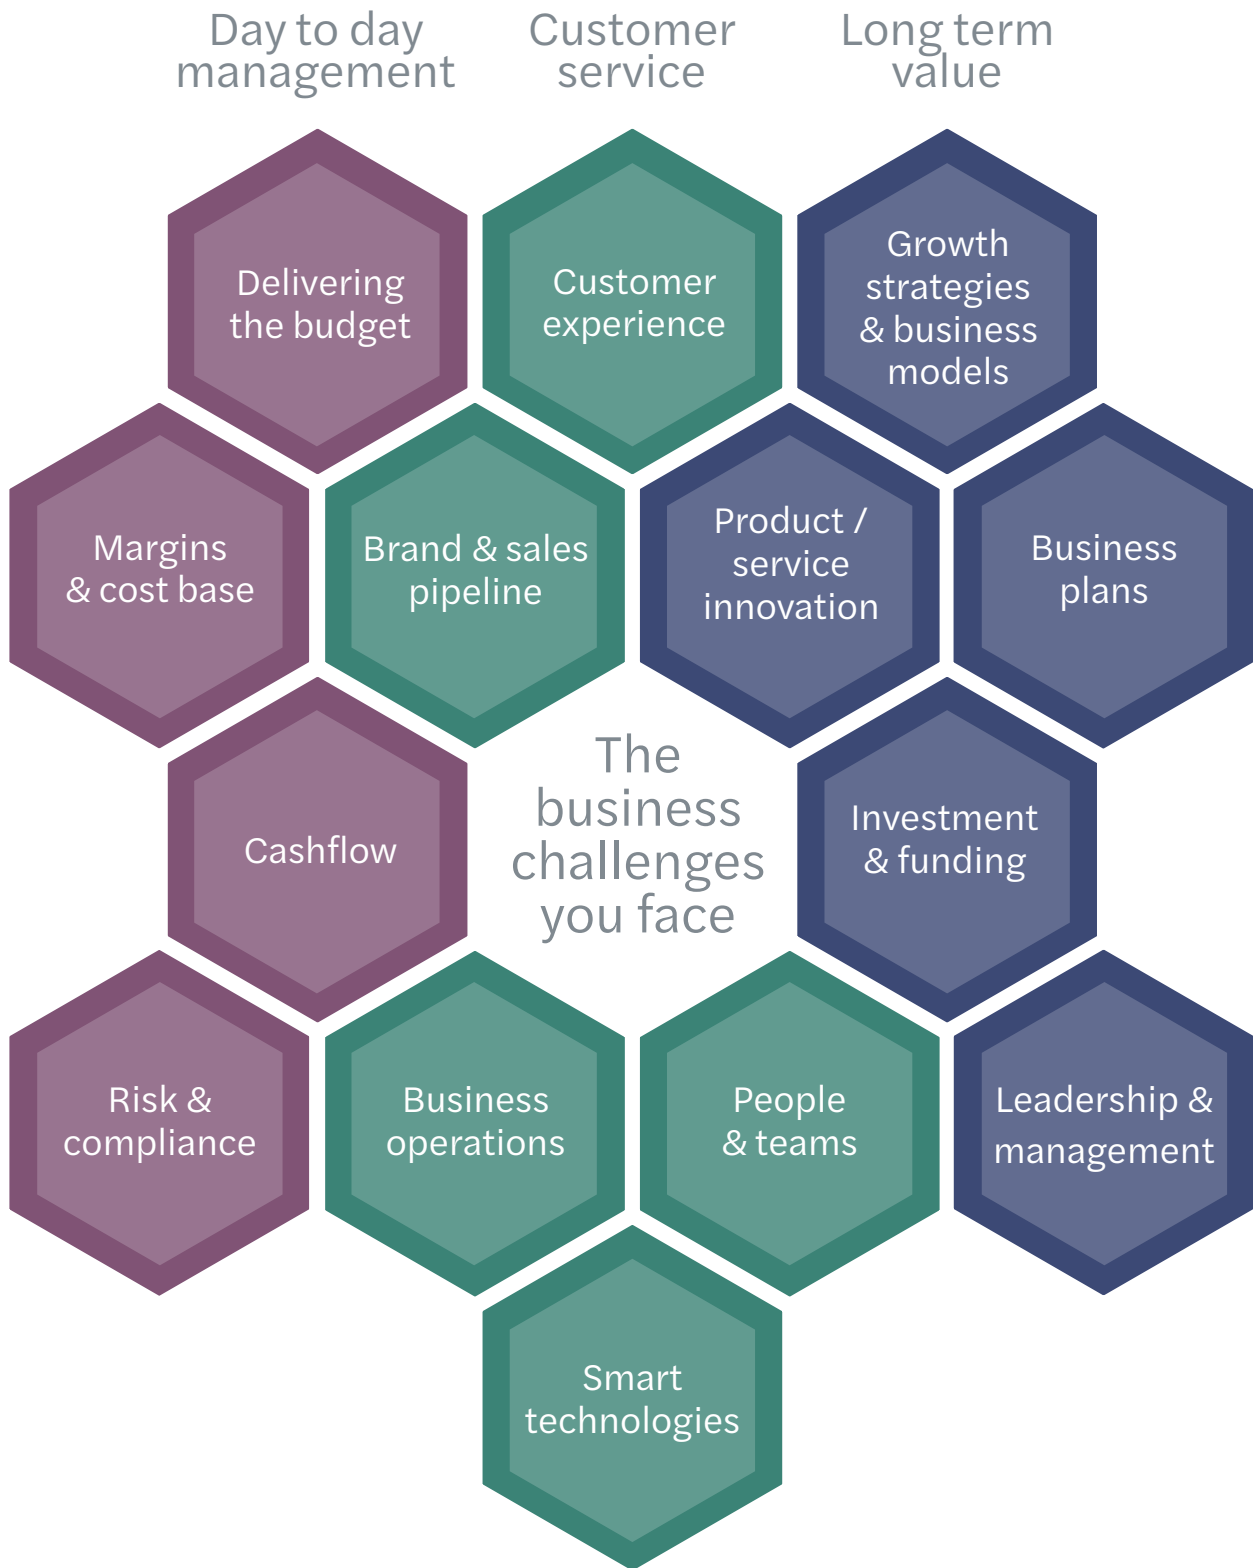 Day to day
management
Customer
service
Long term
value
Delivering
the budget
Customer
experience
Growth
strategies
& business
models
Margins
& cost base
Brand & sales
pipeline
Product /
service
innovation
Business
plans
Cashflow
The
business
challenges
you face
Investment
& funding
Risk &
compliance
Business
operations
People
& teams
Leadership &
management
Smart
technologies